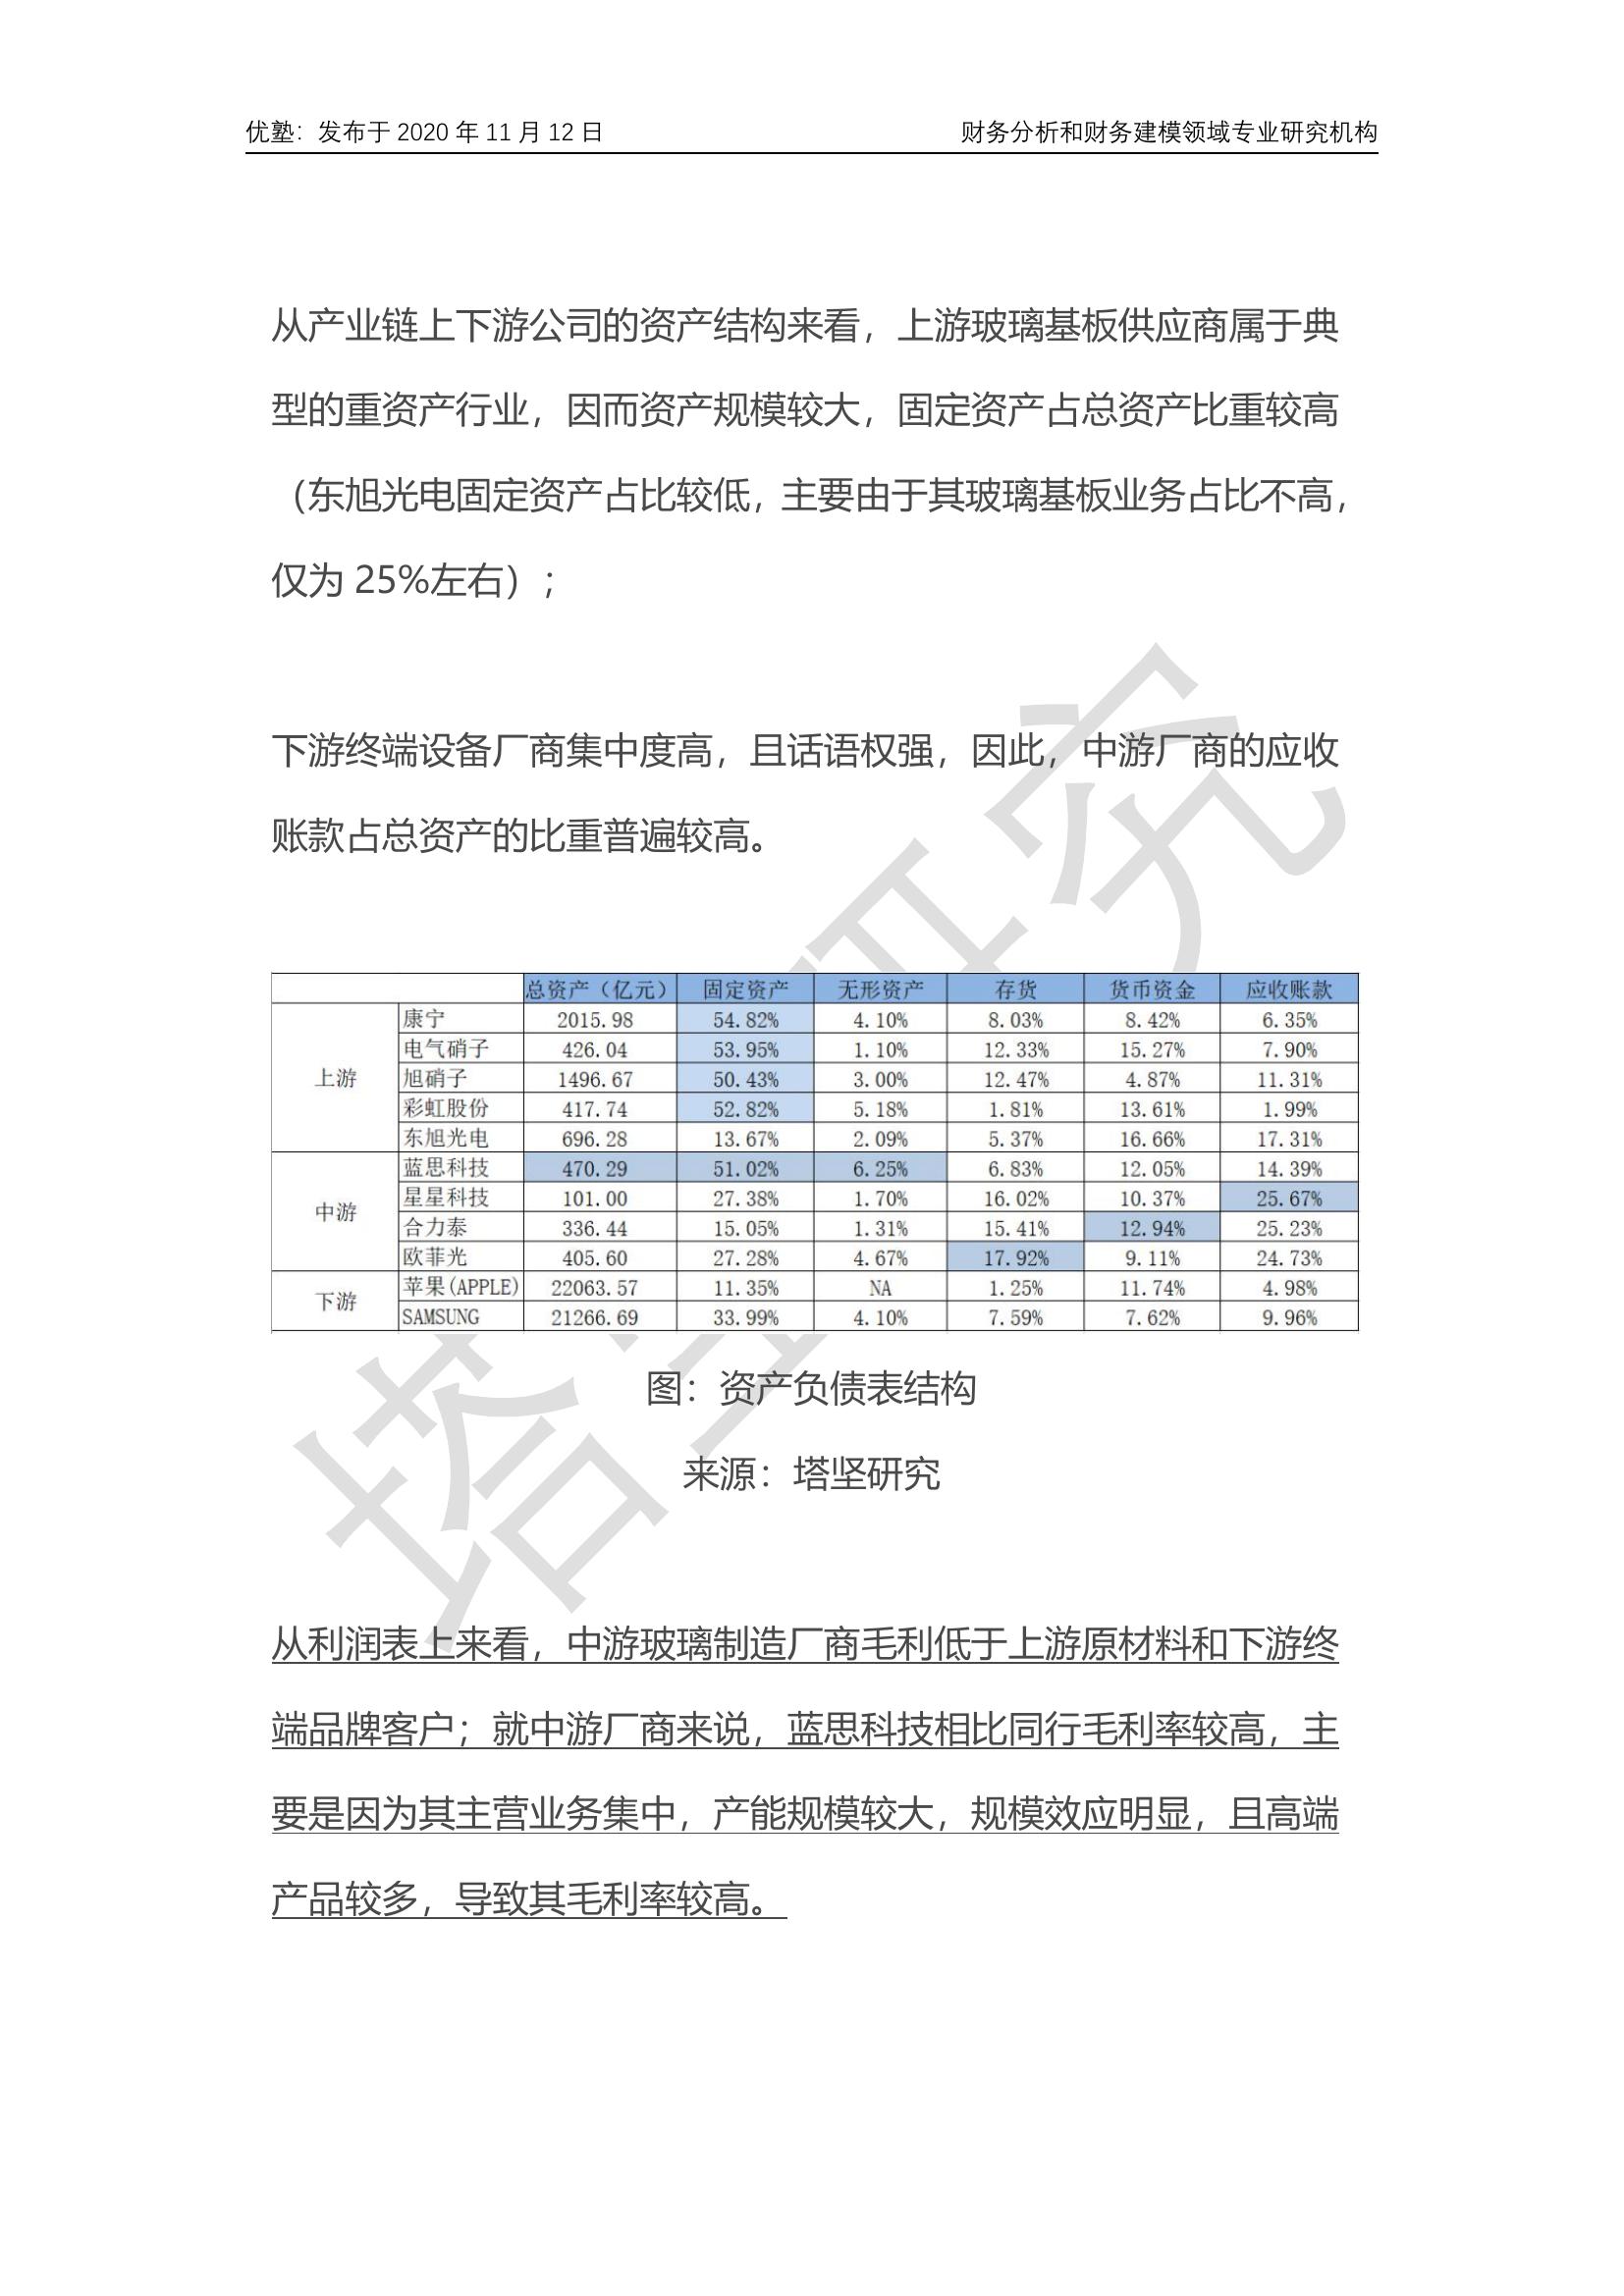 优塾：发布于 2020 年 11 月 12 日 财务分析和财务建模领域专业研究机构
从产业链上下游公司的资产结构来看，上游玻璃基板供应商属于典
型的重资产行业，因而资产规模较大，固定资产占总资产比重较高
（东旭光电固定资产占比较低，主要由于其玻璃基板业务占比不高，
仅为 25%左右）；
下游终端设备厂商集中度高，且话语权强，因此，中游厂商的应收
账款占总资产的比重普遍较高。
总资产（亿元） 固定资产 无形资产 存货 货币资金 应收账款
上游 康宁 2015.98 54.82% 4.10% 8.03% 8.42% 6.35%
电气硝子 426.04 53.95% 1.10% 12.33% 15.27% 7.90%
旭硝子 1496.67 50.43% 3.00% 12.47% 4.87% 11.31%
彩虹股份 417.74 52.82% 5.18% 1.81% 13.61% 1.99%
东旭光电 696.28 13.67% 2.09% 5.37% 16.66% 17.31%
中游 蓝思科技 470.29 51.02% 6.25% 6.83% 12.05% 14.39%
星星科技 101.00 27.38% 1.70% 16.02% 10.37% 25.67%
合力泰 336.44 15.05% 1.31% 15.41% 12.94% 25.23%
欧菲光 405.60 27.28% 4.67% 17.92% 9.11% 24.73%
下游 苹果(APPLE) 22063.57 11.35% NA 1.25% 11.74% 4.98%
SAMSUNG 21266.69 33.99% 4.10% 7.59% 7.62% 9.96%
图：资产负债表结构
来源：塔坚研究
从利润表上来看，中游玻璃制造厂商毛利低于上游原材料和下游终
端品牌客户；就中游厂商来说，蓝思科技相比同行毛利率较高，主
要是因为其主营业务集中，产能规模较大，规模效应明显，且高端
产品较多，导致其毛利率较高。